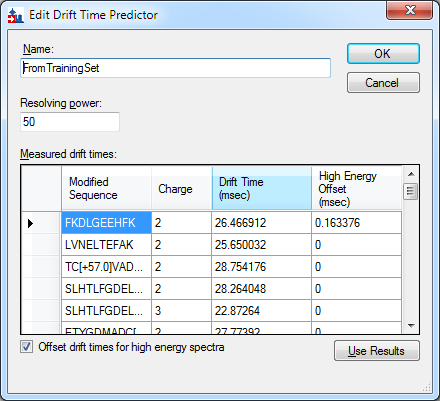 Edit Drift Time Predictor
Name:
FromTrainingSet
OK
Cancel
Resolving power:
50
Measured drift times:
Modified Sequence Charge Drift Time (msec) High Energy Offset (msec)
FKDLGEEHFK 2 26.466912 0.163376
LVNELTEFAK 2 25.650032 0
TC[+57.0]VAD... 2 28.754176 0
SLHTLFGDEL... 2 28.264048 0
SLHTLFGDEL... 3 22.87264 0
ETYGDMADC[... 2 27.77392 0
Offset drift times for high energy spectra
Use Results